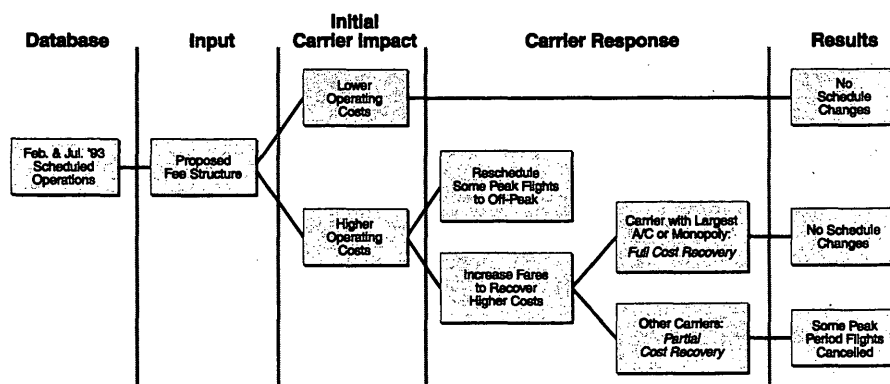 Database
Input
Initial
Carrier Impact
Carrier Response
Results
Feb. & Jul. '93
Scheduled
Operations
Proposed
Fee Structure
Lower
Operating
Costs
No
Schedule
Changes
Higher
Operating
Costs
Reschedule
Some Peak Flights
to Off-Peak
Increase Fares
to Recover
Higher Costs
Carrier with Largest
A/C or Monopoly:
Full Cost Recovery
No Schedule
Changes
Other Carriers:
Partial
Cost Recovery
Some Peak
Period Flights
Cancelled